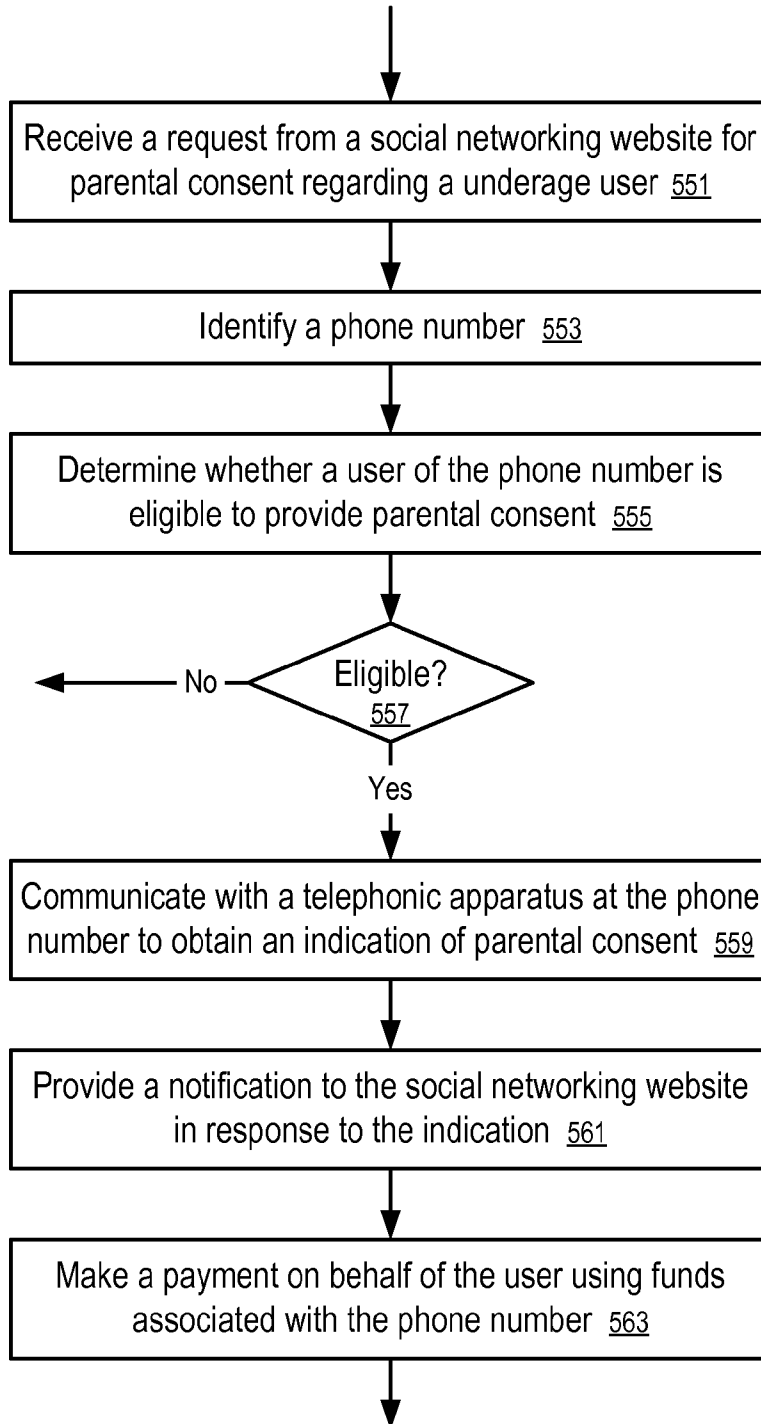 Receive a request from a social networking website for
parental consent regarding a underage user 551
Identify a phone number 553
Determine whether a user of the phone number is
eligible to provide parental consent 555
Eligible?
557
No
Yes
Communicate with a telephonic apparatus at the phone
number to obtain an indication of parental consent 559
Provide a notification to the social networking website
in response to the indication 561
Make a payment on behalf of the user using funds
associated with the phone number 563